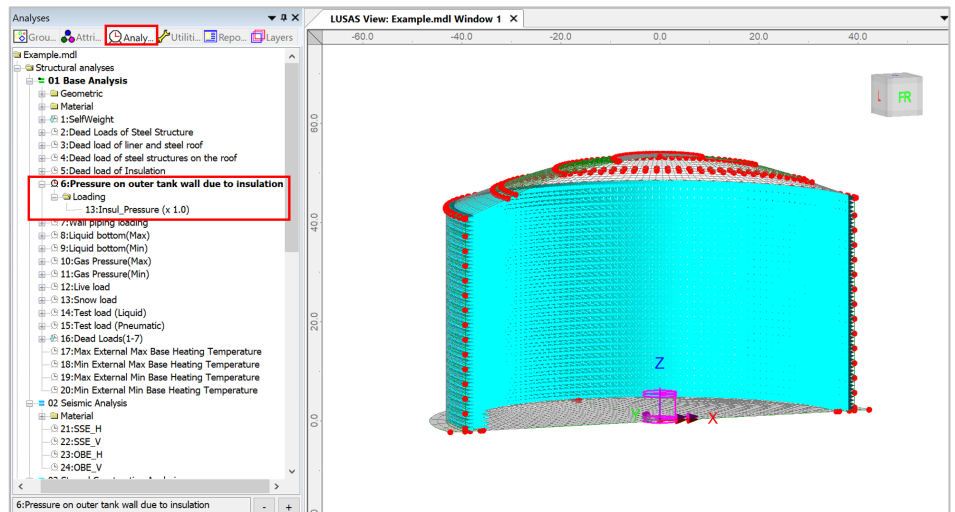 Analyses
Grou... Attri... Analy... Utiliti... Repo... Layers
Example.mdl
Structural analyses
01 Base Analysis
Geometric
Material
1:SelfWeight
2:Dead Loads of Steel Structure
3:Dead load of liner and steel roof
4:Dead load of steel structures on the roof
5:Dead load of Insulation
6:Pressure on outer tank wall due to insulation
Loading
13:Insul_Pressure (x 1.0)
7:Wall piping loading
8:Liquid bottom(Max)
9:Liquid bottom(Min)
10:Gas Pressure(Max)
11:Gas Pressure(Min)
12:Live load
13:Snow load
14:Test load (Liquid)
15:Test load (Pneumatic)
16:Dead Loads(1-7)
17:Max External Max Base Heating Temperature
18:Min External Max Base Heating Temperature
19:Max External Min Base Heating Temperature
20:Min External Min Base Heating Temperature
02 Seismic Analysis
Material
21:SSE_H
22:SSE_V
23:OBE_H
24:OBE_V
6:Pressure on outer tank wall due to insulation - +
LUSAS View: Example.mdl Window 1 X
-60.0 -40.0 -20.0 0.0 20.0 40.0
60.0
40.0
20.0
0.0
FR
Z
Y
X